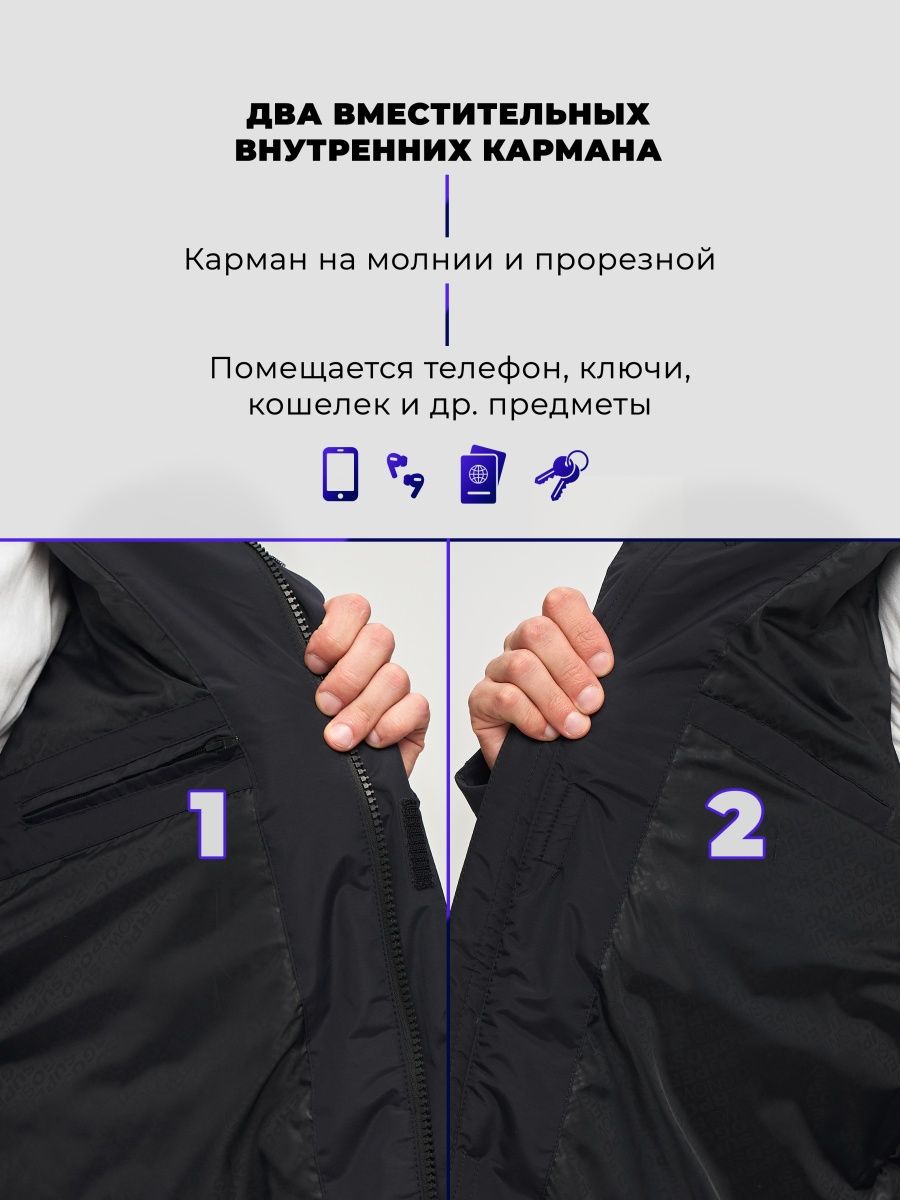 ДВА ВМЕСТИТЕЛЬНЫХ
ВНУТРЕННИХ КАРМАНА
Карман на молнии и прорезной
Помещается телефон, ключи,
кошелек и др. предметы
1
2